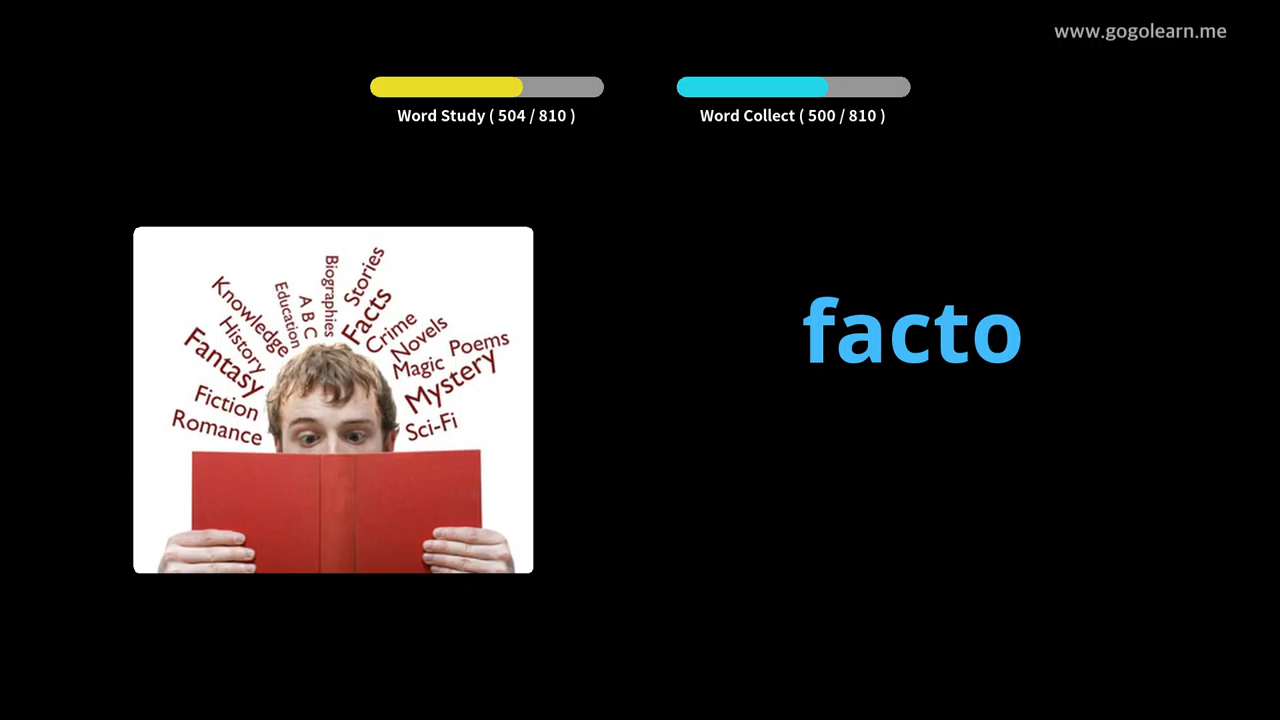 www.gogolearn.me
Word Study ( 504 / 810 )
Word Collect ( 500 / 810 )
Knowledge
History
Fantasy
Fiction
Romance
Education
A B C
Biographies
Stories
Facts
Crime
Novels
Magic
Poems
Mystery
Sci-Fi
facto